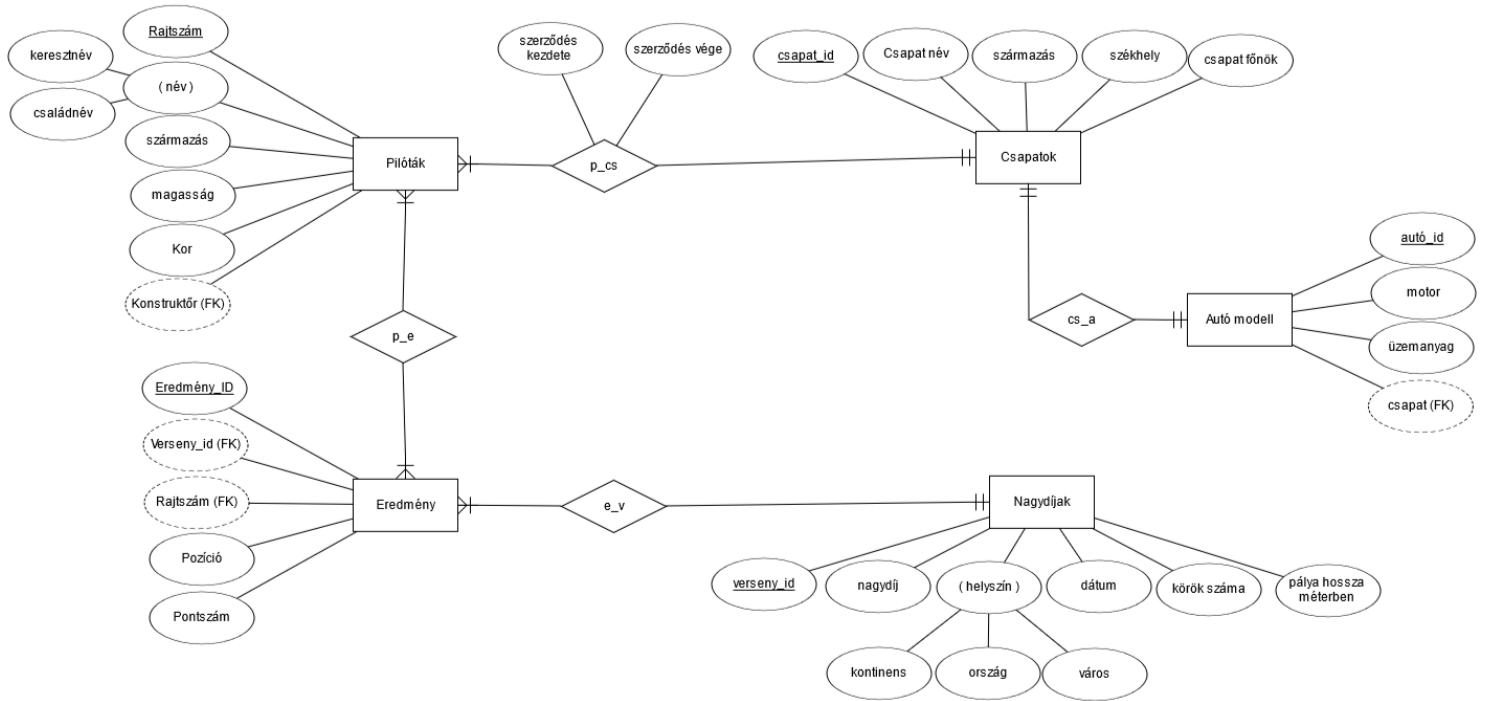 Rajtszám
keresztnév
( név )
családnév
származás
magasság
Kor
Konstruktőr (FK)
Pilóták
szerződés
kezdete
szerződés vége
p_cs
csapat_id
Csapat név
származás
székhely
csapat főnök
Csapatok
cs_a
autó_id
motor
Autó modell
üzemanyag
csapat (FK)
p_e
Eredmény_ID
Verseny_id (FK)
Rajtszám (FK)
Pozíció
Pontszám
Eredmény
e_v
Nagydíjak
verseny_id
nagydíj
( helyszín )
dátum
körök száma
pálya hossza
méterben
kontinens
ország
város